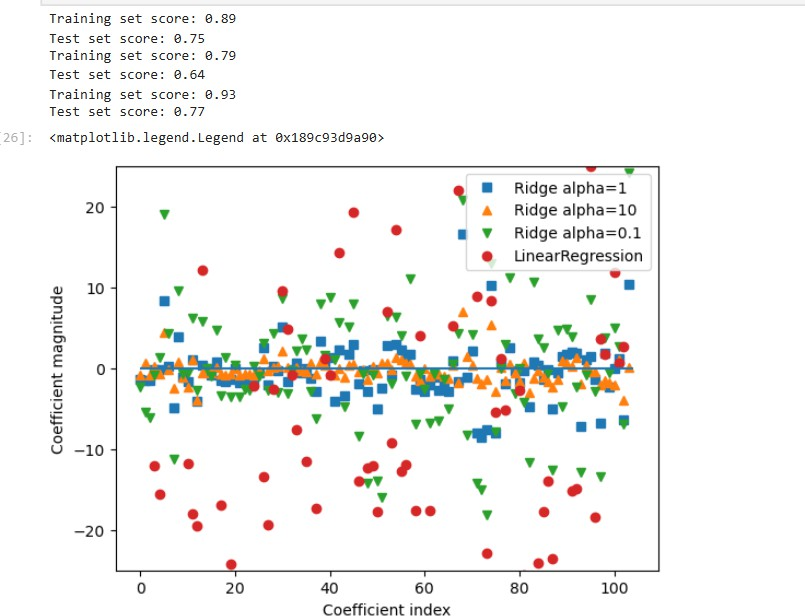 Training set score: 0.89
Test set score: 0.75
Training set score: 0.79
Test set score: 0.64
Training set score: 0.93
Test set score: 0.77
26]: <matplotlib.legend.Legend at 0x189c93d9a90>
Ridge alpha=1
Ridge alpha=10
Ridge alpha=0.1
LinearRegression
20
10
0
−10
−20
Coefficient magnitude
0 20 40 60 80 100
Coefficient index